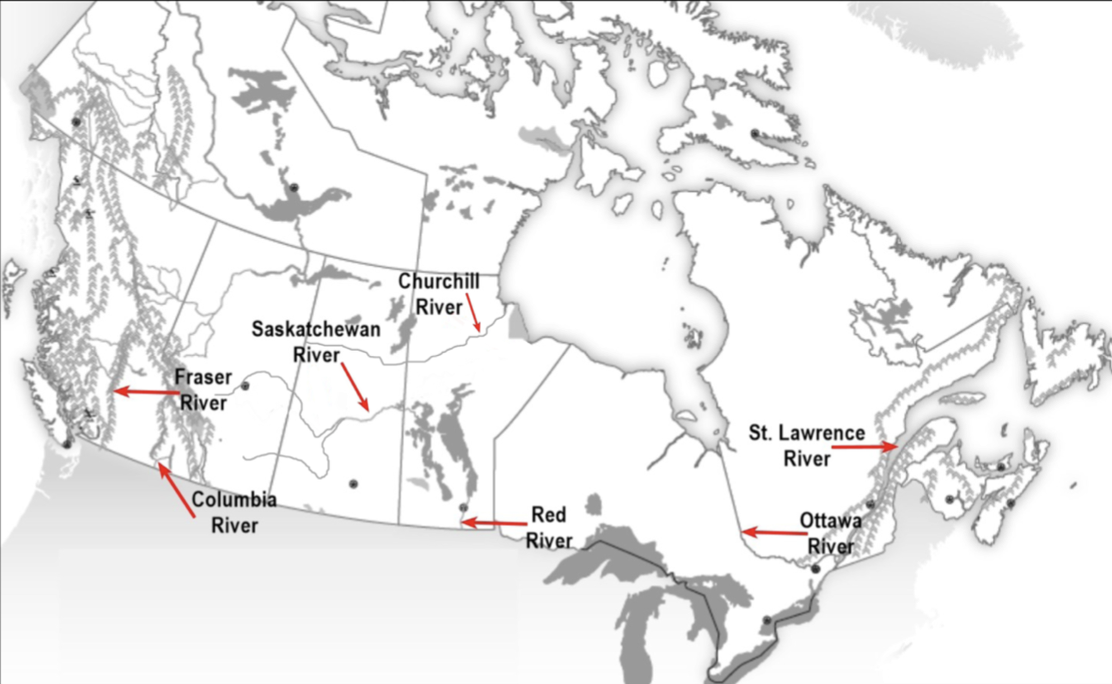 Churchill
River
Saskatchewan
River
Fraser
River
St. Lawrence
River
Columbia
River
Red
River
Ottawa
River